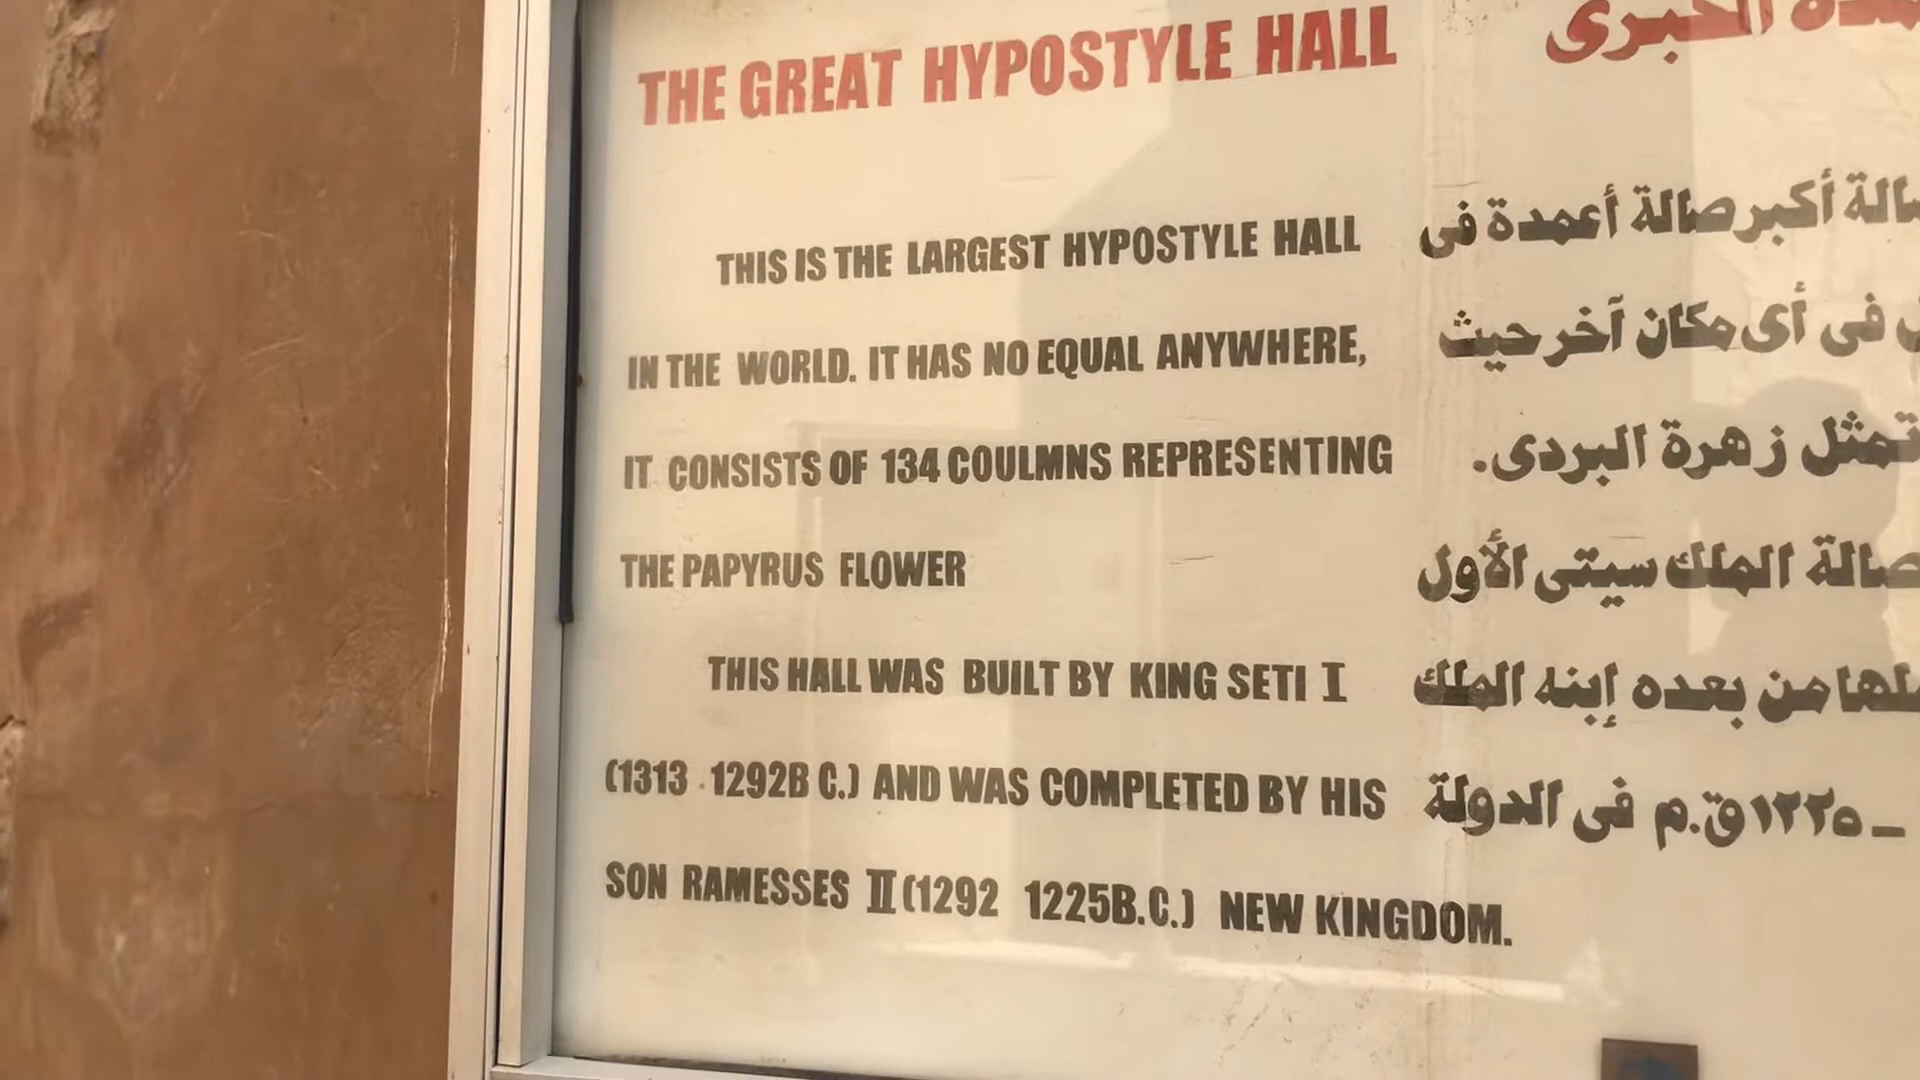 THE GREAT HYPOSTYLE HALL
THIS IS THE LARGEST HYPOSTYLE HALL
IN THE WORLD. IT HAS NO EQUAL ANYWHERE,
IT CONSISTS OF 134 COULMNS REPRESENTING
THE PAPYRUS FLOWER
THIS HALL WAS BUILT BY KING SETI I
(1313 - 1292B C.) AND WAS COMPLETED BY HIS
SON RAMESSES II (1292 1225B.C.) NEW KINGDOM.
أكبر صالة أعمدة فى
فى أى مكان آخر حيث
تمثل زهرة البردى.
الملك سيتى الأول
من بعده إبنه الملك
_ ١٢٢٥ ق.م فى الدولة